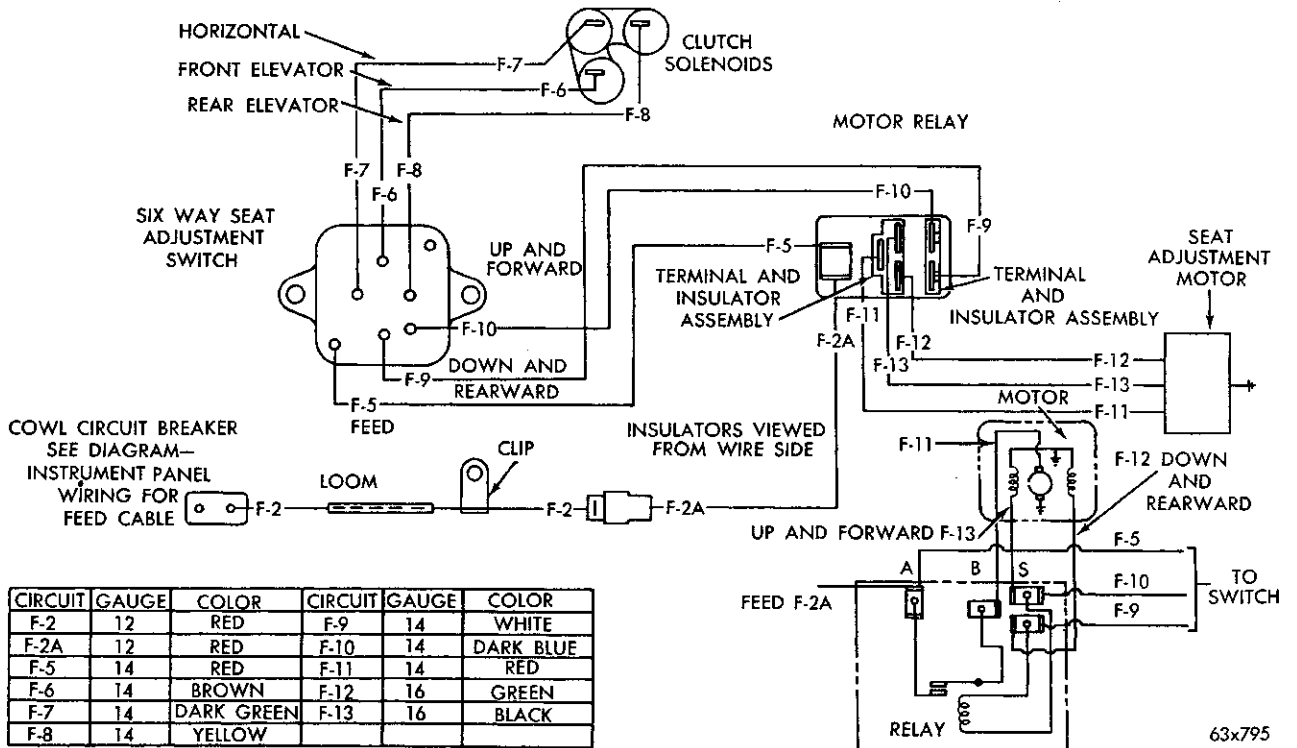 HORIZONTAL
FRONT ELEVATOR
REAR ELEVATOR
F-7
F-6
F-8
CLUTCH
SOLENOIDS
MOTOR RELAY
F-7
F-8
F-6
SIX WAY SEAT
ADJUSTMENT
SWITCH
UP AND
FORWARD
F-10
F-9
F-5
TERMINAL AND
INSULATOR
ASSEMBLY
TERMINAL
AND
INSULATOR ASSEMBLY
SEAT
ADJUSTMENT
MOTOR
F-10
F-11
F-2A
F-12
F-13
F-12
F-13
F-11
F-9
DOWN AND
REARWARD
F-5
FEED
COWL CIRCUIT BREAKER
SEE DIAGRAM—
INSTRUMENT PANEL
WIRING FOR
FEED CABLE
F-2
LOOM
CLIP
F-2
F-2A
INSULATORS VIEWED
FROM WIRE SIDE
MOTOR
F-11
F-12 DOWN
AND
REARWARD
UP AND FORWARD F-13
F-5
A
B
S
F-10
F-9
TO
SWITCH
FEED F-2A
RELAY
CIRCUIT GAUGE COLOR CIRCUIT GAUGE COLOR
F-2 12 RED F-9 14 WHITE
F-2A 12 RED F-10 14 DARK BLUE
F-5 14 RED F-11 14 RED
F-6 14 BROWN F-12 16 GREEN
F-7 14 DARK GREEN F-13 16 BLACK
F-8 14 YELLOW
63x795